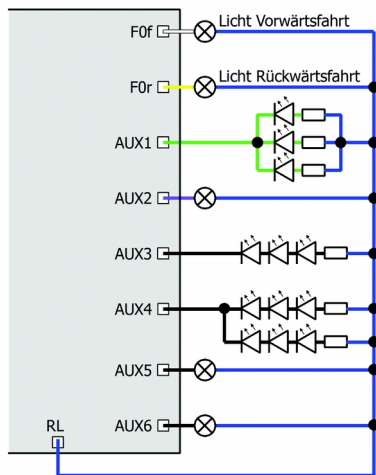 F0f
Licht Vorwärtsfahrt
F0r
Licht Rückwärtsfahrt
AUX1
AUX2
AUX3
AUX4
AUX5
AUX6
RL